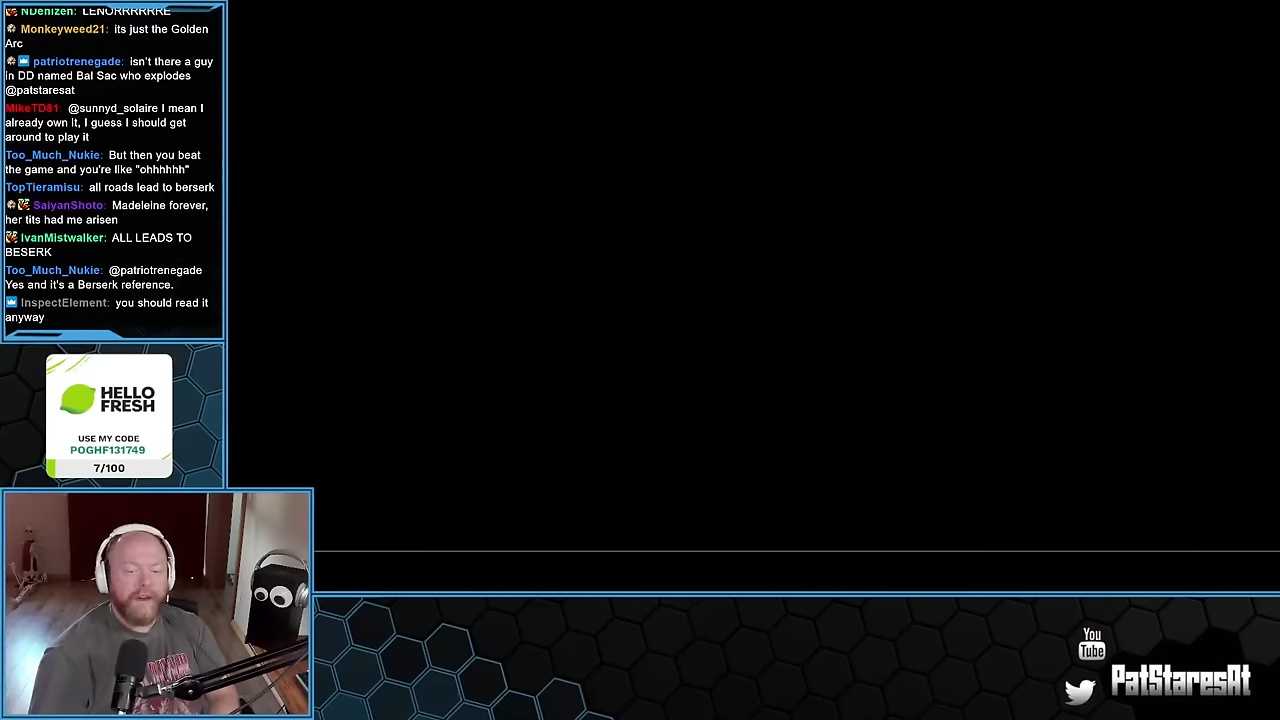 NDenizen: LENORRRRRRE
Monkeyweed21: its just the Golden
Arc
patriotrenegade: isn't there a guy
in DD named Bal Sac who explodes
@patstaresat
MikeTD81: @sunnyd_solaire I mean I
already own it, I guess I should get
around to play it
Too_Much_Nukie: But then you beat
the game and you're like "ohhhhhh"
TopTieramisu: all roads lead to berserk
SaiyanShoto: Madeleine forever,
her tits had me arisen
IvanMistwalker: ALL LEADS TO
BESERK
Too_Much_Nukie: @patriotrenegade
Yes and it's a Berserk reference.
InspectElement: you should read it
anyway
HELLO
FRESH
USE MY CODE
POGHF131749
7/100
You
Tube
PatStaresAt